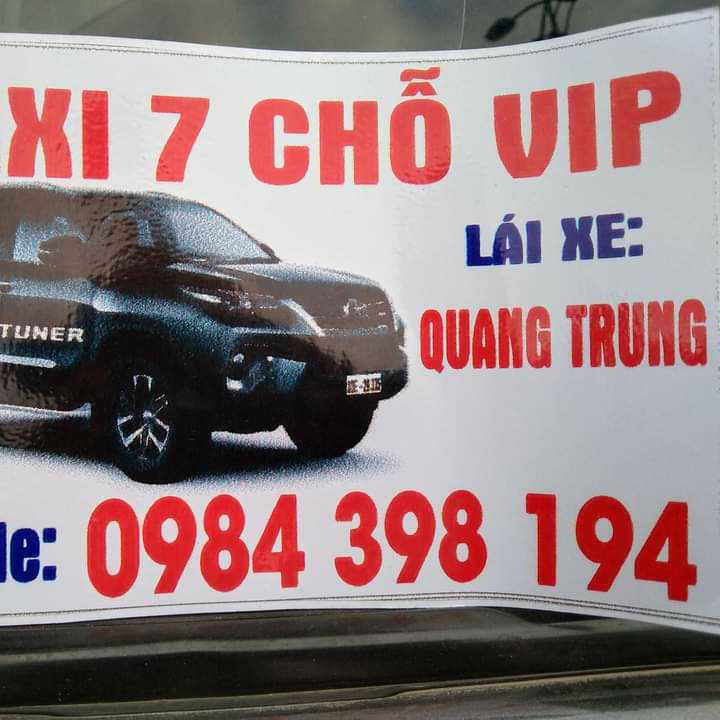 XI 7 CHỖ VIP
LÁI XE:
TUNER
QUANG TRUNG
le: 0984 398 194